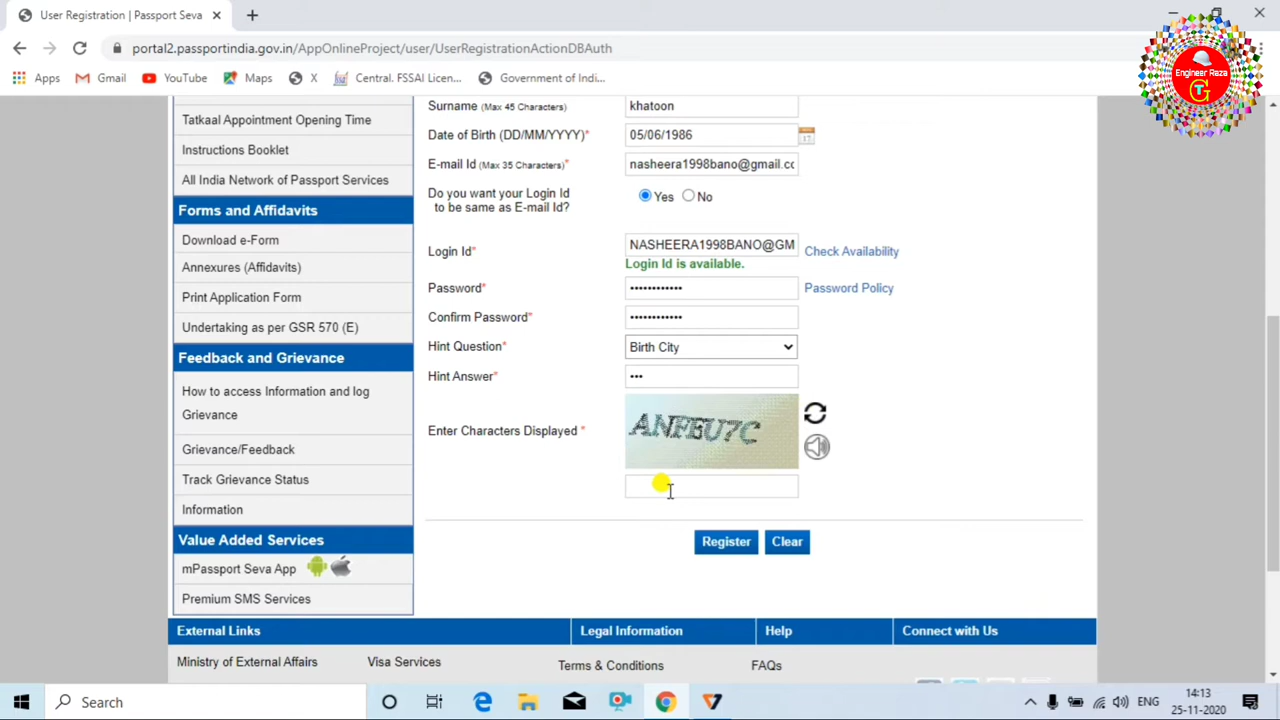 User Registration | Passport Seva
portal2.passportindia.gov.in/AppOnlineProject/user/UserRegistrationActionDBAuth
Apps Gmail YouTube Maps X Central. FSSAI Licen... Government of Indi...
Engineer Raza
TG
Tatkaal Appointment Opening Time
Instructions Booklet
All India Network of Passport Services
Forms and Affidavits
Download e-Form
Annexures (Affidavits)
Print Application Form
Undertaking as per GSR 570 (E)
Feedback and Grievance
How to access Information and log
Grievance
Grievance/Feedback
Track Grievance Status
Information
Value Added Services
mPassport Seva App
Premium SMS Services
Surname (Max 45 Characters) khatoon
Date of Birth (DD/MM/YYYY)* 05/06/1986
E-mail Id (Max 35 Characters)* nasheera1998bano@gmail.cc
Do you want your Login Id
to be same as E-mail Id? Yes No
Login Id* NASHEERA1998BANO@GM Check Availability
Login Id is available.
Password* •••••••••••• Password Policy
Confirm Password* ••••••••••••
Hint Question* Birth City
Hint Answer* •••
Enter Characters Displayed * ANFEU7C
Register Clear
External Links Legal Information Help Connect with Us
Ministry of External Affairs Visa Services Terms & Conditions FAQs
Search ENG 14:13
25-11-2020